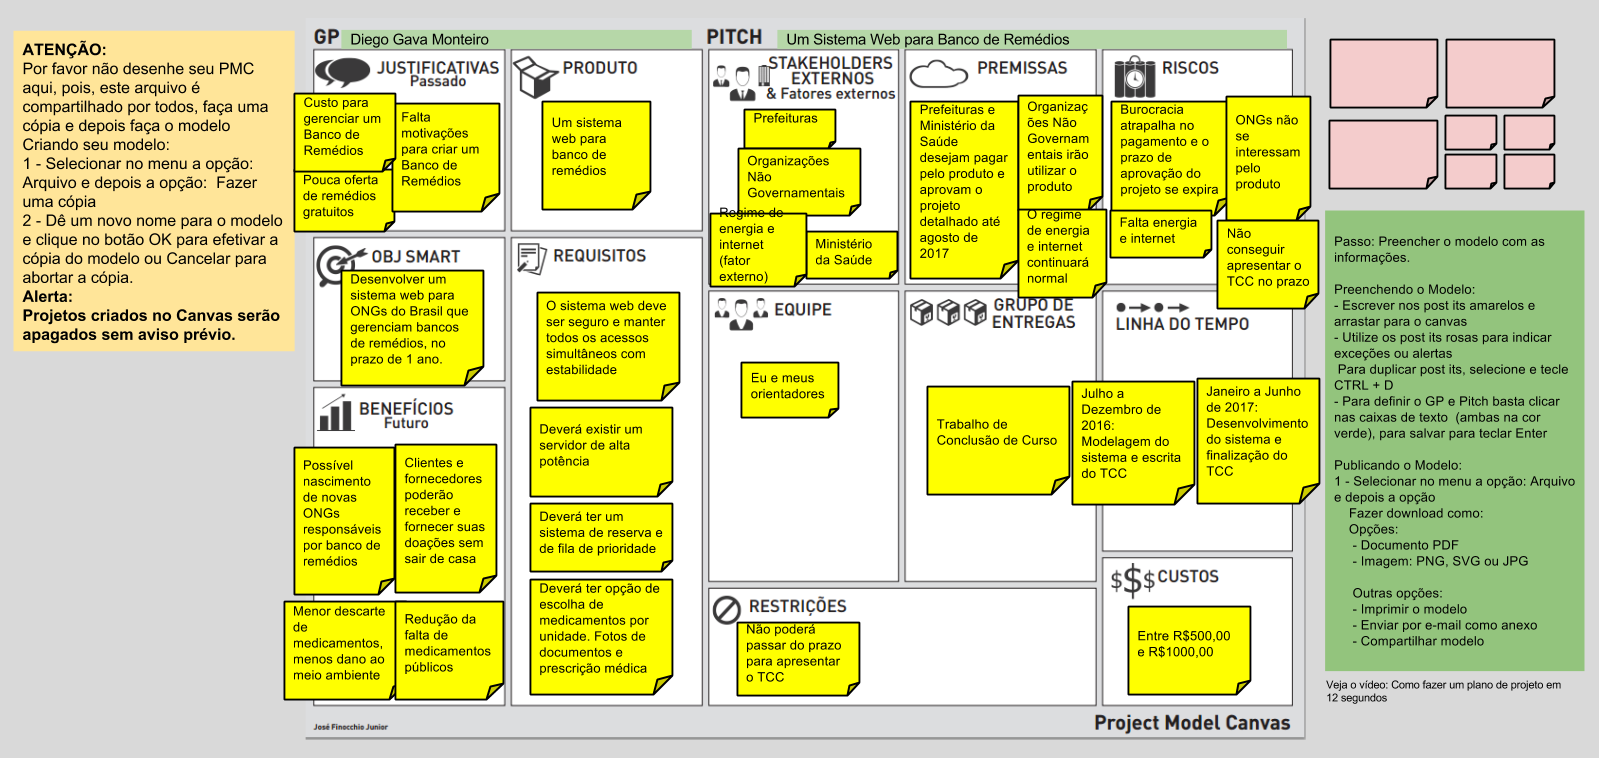 ATENÇÃO:
Por favor não desenhe seu PMC
aqui, pois, este arquivo é
compartilhado por todos, faça uma
cópia e depois faça o modelo
Criando seu modelo:
1 - Selecionar no menu a opção:
Arquivo e depois a opção:  Fazer
uma cópia
2 - Dê um novo nome para o modelo
e clique no botão OK para efetivar a
cópia do modelo ou Cancelar para
abortar a cópia.
Alerta:
Projetos criados no Canvas serão
apagados sem aviso prévio.
GP
Diego Gava Monteiro
PITCH
Um Sistema Web para Banco de Remédios
JUSTIFICATIVAS
Passado
Custo para
gerenciar um
Banco de
Remédios
Falta
motivações
para criar um
Banco de
Remédios
Pouca oferta
de remédios
gratuitos
PRODUTO
Um sistema
web para
banco de
remédios
STAKEHOLDERS
EXTERNOS
& Fatores externos
Prefeituras
Organizações
Não
Governamentais
Regime de
energia e
internet
(fator
externo)
Ministério
da Saúde
PREMISSAS
Prefeituras e
Ministério da
Saúde
desejam pagar
pelo produto e
aprovam o
projeto
detalhado até
agosto de
2017
Organizaç
ões Não
Governam
entais irão
utilizar o
produto
O regime
de energia
e internet
continuará
normal
RISCOS
Burocracia
atrapalha no
pagamento e o
prazo de
aprovação do
projeto se expira
ONGs não
se
interessam
pelo
produto
Falta energia
e internet
Não
conseguir
apresentar o
TCC no prazo
OBJ SMART
Desenvolver um
sistema web para
ONGs do Brasil que
gerenciam bancos
de remédios, no
prazo de 1 ano.
REQUISITOS
O sistema web deve
ser seguro e manter
todos os acessos
simultâneos com
estabilidade
Deverá existir um
servidor de alta
potência
Deverá ter um
sistema de reserva e
de fila de prioridade
Deverá ter opção de
escolha de
medicamentos por
unidade. Fotos de
documentos e
prescrição médica
EQUIPE
Eu e meus
orientadores
GRUPO DE
ENTREGAS
Trabalho de
Conclusão de Curso
LINHA DO TEMPO
Julho a
Dezembro de
2016:
Modelagem do
sistema e escrita
do TCC
Janeiro a Junho
de 2017:
Desenvolvimento
do sistema e
finalização do
TCC
BENEFÍCIOS
Futuro
Possível
nascimento
de novas
ONGs
responsáveis
por banco de
remédios
Clientes e
fornecedores
poderão
receber e
fornecer suas
doações sem
sair de casa
Menor descarte
de
medicamentos,
menos dano ao
meio ambiente
Redução da
falta de
medicamentos
públicos
RESTRIÇÕES
Não poderá
passar do prazo
para apresentar
o TCC
$$$ CUSTOS
Entre R$500,00
e R$1000,00
José Finocchio Junior
Project Model Canvas
Passo: Preencher o modelo com as
informações.
Preenchendo o Modelo:
- Escrever nos post its amarelos e
arrastar para o canvas
- Utilize os post its rosas para indicar
exceções ou alertas
Para duplicar post its, selecione e tecle
CTRL + D
- Para definir o GP e Pitch basta clicar
nas caixas de texto  (ambas na cor
verde), para salvar para teclar Enter
Publicando o Modelo:
1 - Selecionar no menu a opção: Arquivo
e depois a opção
Fazer download como:
Opções:
- Documento PDF
- Imagem: PNG, SVG ou JPG
Outras opções:
- Imprimir o modelo
- Enviar por e-mail como anexo
- Compartilhar modelo
Veja o vídeo: Como fazer um plano de projeto em
12 segundos